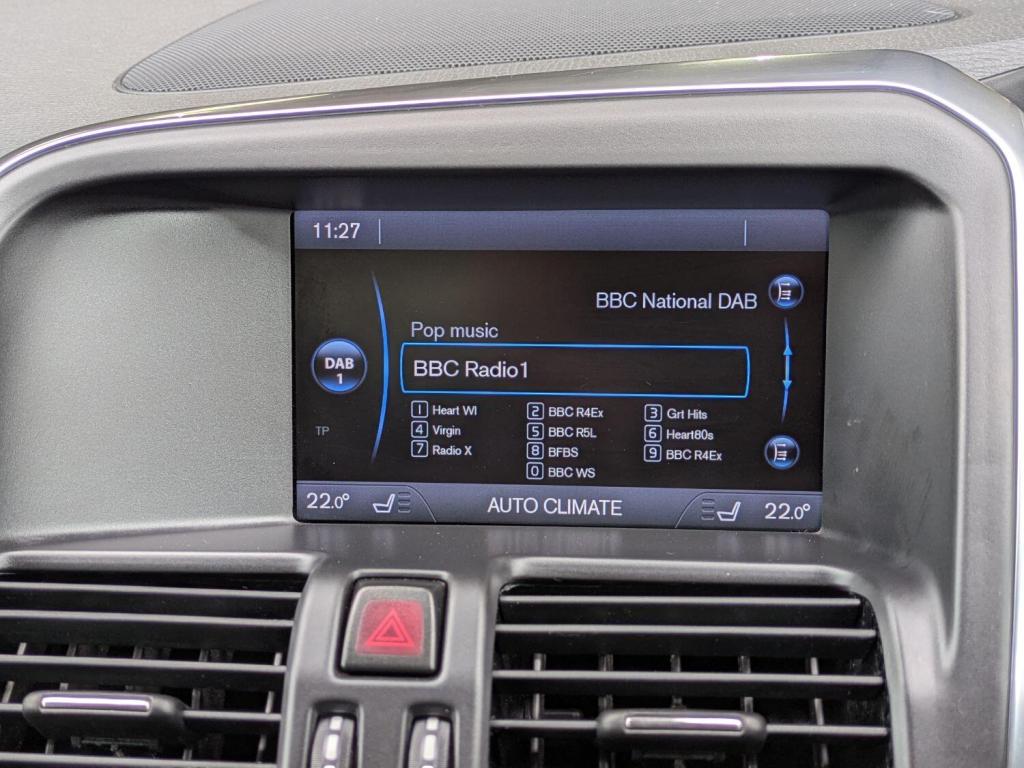 11:27
BBC National DAB
Pop music
DAB
1
BBC Radio1
1 Heart WI 2 BBC R4Ex 3 Grt Hits
4 Virgin 5 BBC R5L 6 Heart80s
7 Radio X 8 BFBS 9 BBC R4Ex
0 BBC WS
TP
22.0° AUTO CLIMATE 22.0°